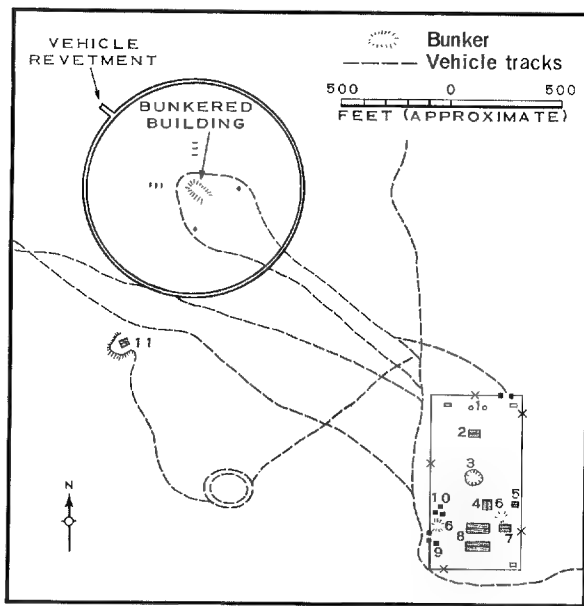 VEHICLE
REVETMENT
BUNKERED
BUILDING
Bunker
Vehicle tracks
500 0 500
FEET (APPROXIMATE)
11
N
1
2
3
4 6 5
10
6 8 7
9